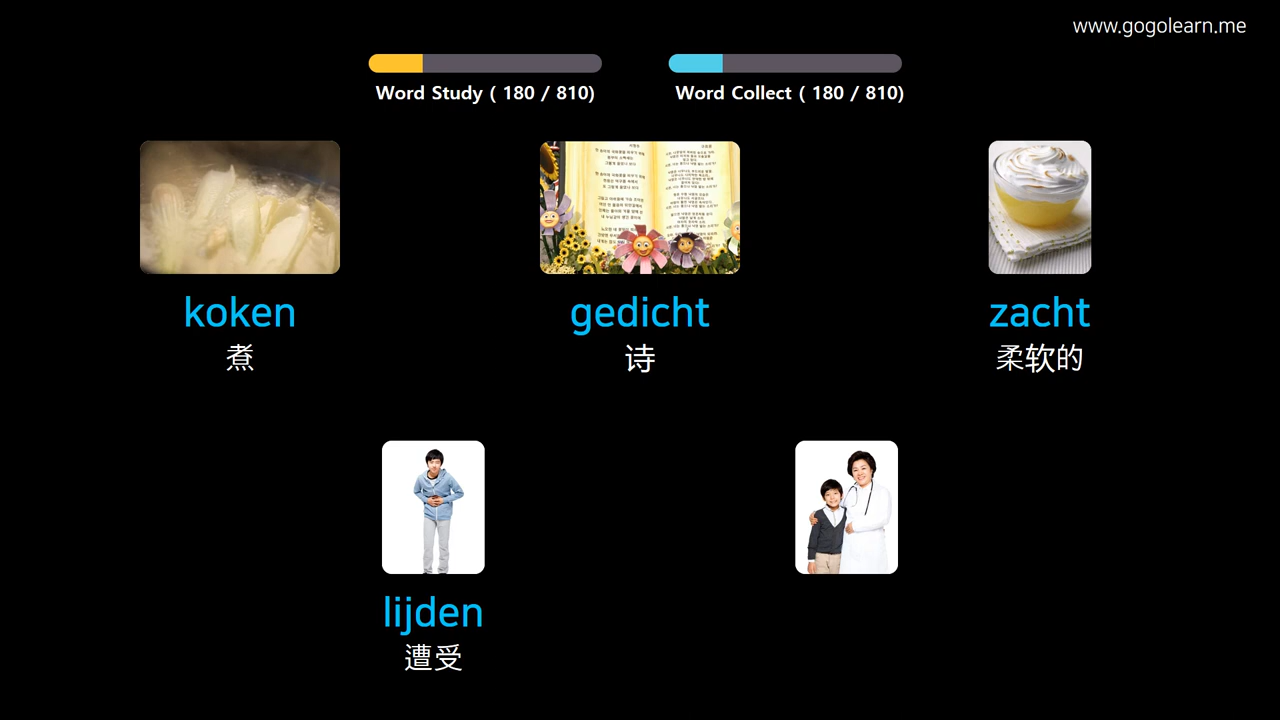 www.gogolearn.me
Word Study ( 180 / 810)
Word Collect ( 180 / 810)
koken
煮
gedicht
诗
zacht
柔软的
lijden
遭受